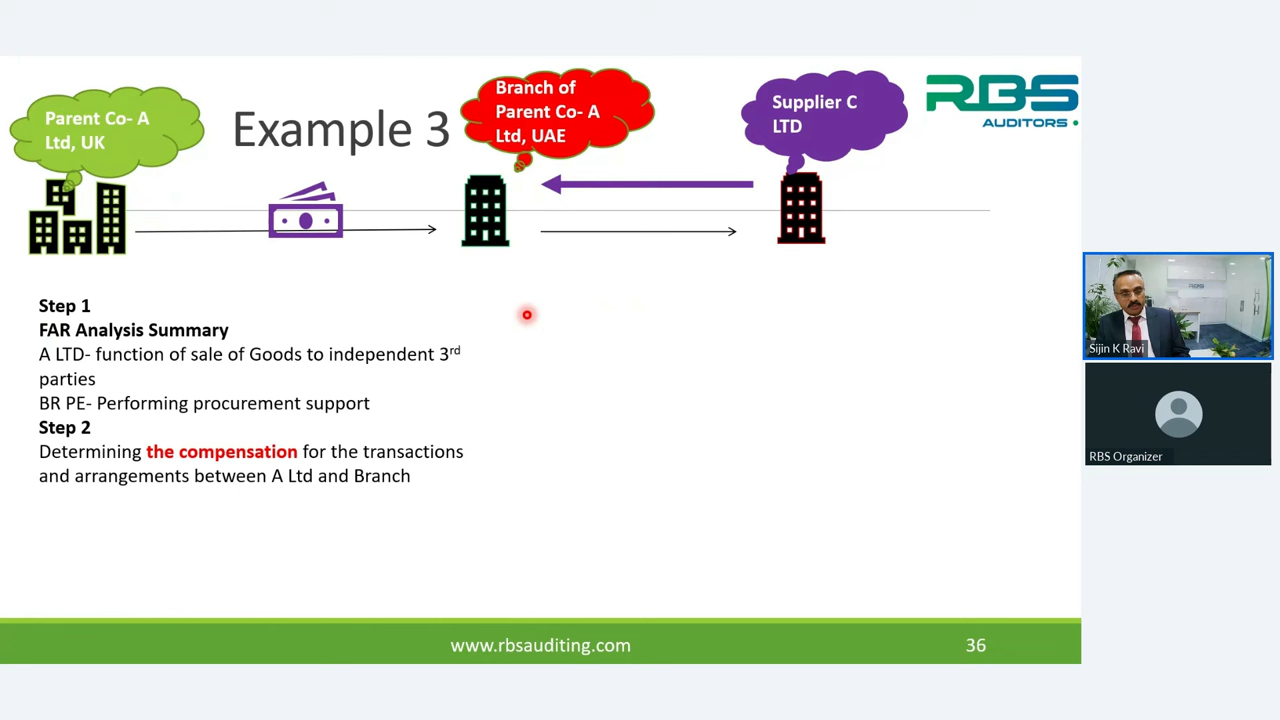 Parent Co- A
Ltd, UK
Example 3
Branch of
Parent Co- A
Ltd, UAE
Supplier C
LTD
RBS
AUDITORS
Step 1
FAR Analysis Summary
A LTD- function of sale of Goods to independent 3rd
parties
BR PE- Performing procurement support
Step 2
Determining the compensation for the transactions
and arrangements between A Ltd and Branch
www.rbsauditing.com
36
RBS
Sijin K Ravi
RBS Organizer